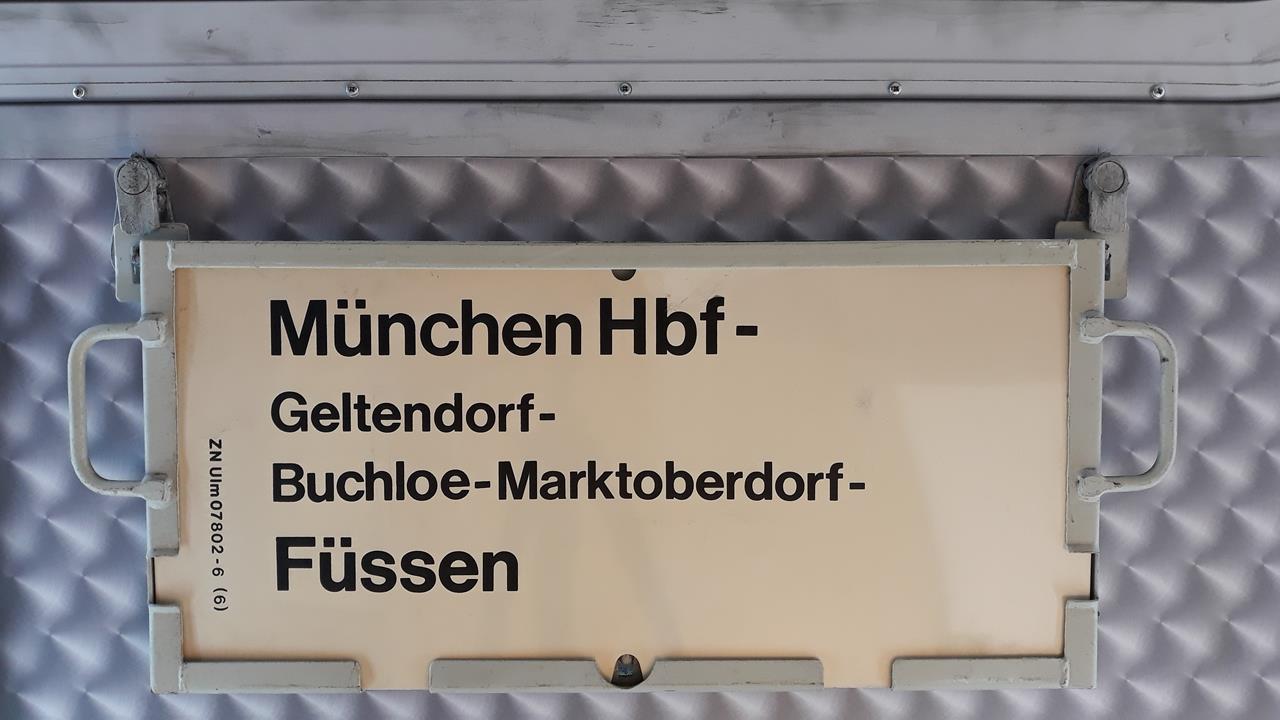 München Hbf -
Geltendorf -
Buchloe - Marktoberdorf -
Füssen
ZN Ulm 07802 - 6 (6)